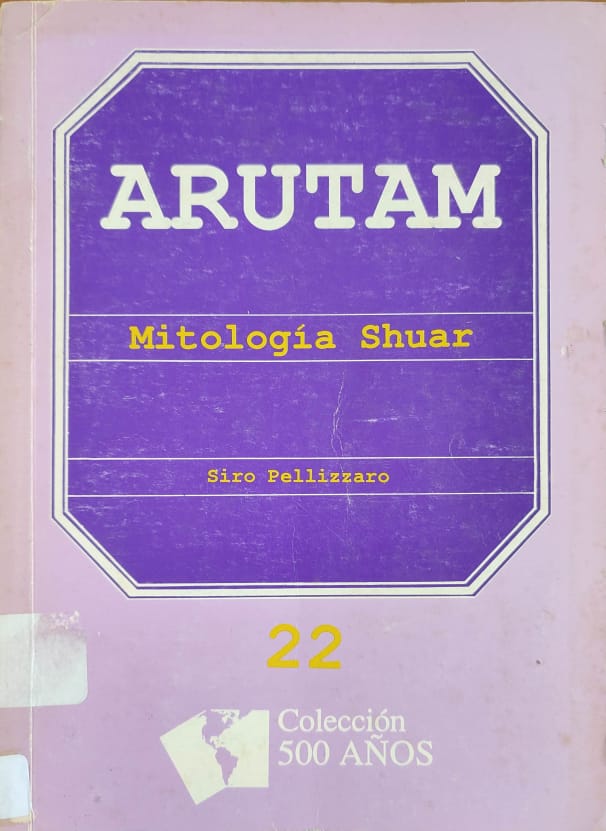 ARUTAM
Mitología Shuar
Siro Pellizzaro
22
Colección
500 AÑOS